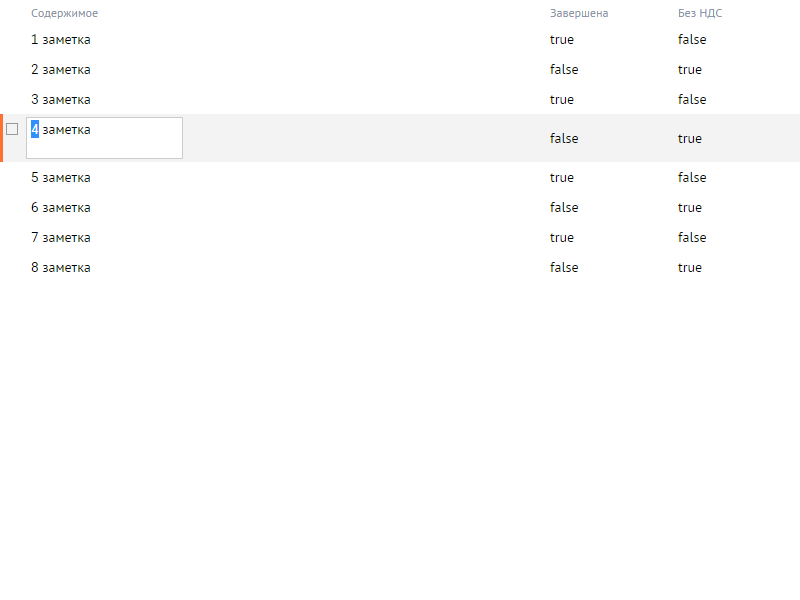 Содержимое Завершена Без НДС
1 заметка true false
2 заметка false true
3 заметка true false
4 заметка false true
5 заметка true false
6 заметка false true
7 заметка true false
8 заметка false true